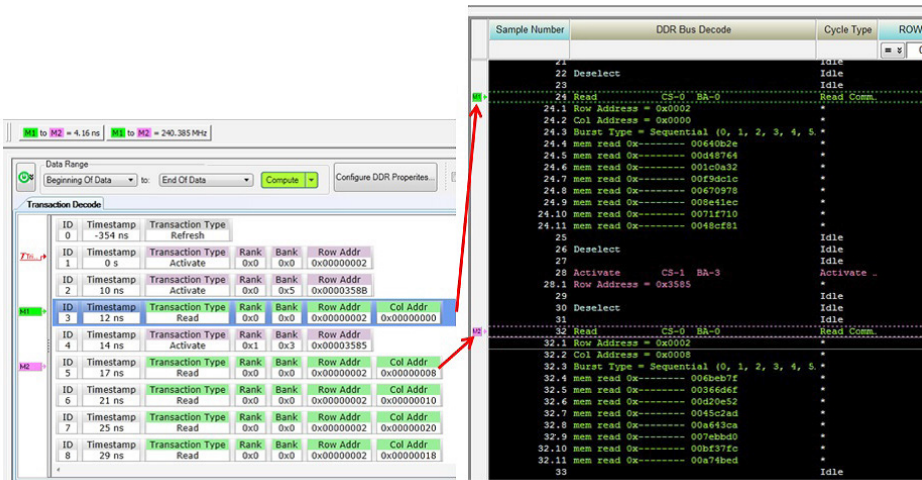 M1 to M2 = 4.16 ns M1 to M2 = 240.385 MHz
Data Range
Beginning Of Data to: End Of Data Compute Configure DDR Properites...
Transaction Decode
ID Timestamp Transaction Type
0 -354 ns Refresh
ID Timestamp Transaction Type Rank Bank Row Addr
1 0 s Activate 0x0 0x0 0x00000002
ID Timestamp Transaction Type Rank Bank Row Addr
2 10 ns Activate 0x0 0x5 0x0000358B
M1
ID Timestamp Transaction Type Rank Bank Row Addr Col Addr
3 12 ns Read 0x0 0x0 0x00000002 0x00000000
ID Timestamp Transaction Type Rank Bank Row Addr
4 14 ns Activate 0x1 0x3 0x00003585
M2
ID Timestamp Transaction Type Rank Bank Row Addr Col Addr
5 17 ns Read 0x0 0x0 0x00000002 0x00000008
ID Timestamp Transaction Type Rank Bank Row Addr Col Addr
6 21 ns Read 0x0 0x0 0x00000002 0x00000010
ID Timestamp Transaction Type Rank Bank Row Addr Col Addr
7 25 ns Read 0x0 0x0 0x00000002 0x00000020
ID Timestamp Transaction Type Rank Bank Row Addr Col Addr
8 29 ns Read 0x0 0x0 0x00000002 0x00000018
Sample Number DDR Bus Decode Cycle Type ROW
=
21 Idle
22 Deselect Idle
23 Idle
M1 24 Read CS-0 BA-0 Read Comm…
24.1 Row Address = 0x0002 *
24.2 Col Address = 0x0000 *
24.3 Burst Type = Sequential (0, 1, 2, 3, 4, 5. *
24.4 mem read 0x-------- 00640b2e *
24.5 mem read 0x-------- 00d48764 *
24.6 mem read 0x-------- 001c0a32 *
24.7 mem read 0x-------- 00f9dc1c *
24.8 mem read 0x-------- 00670978 *
24.9 mem read 0x-------- 008e41ec *
24.10 mem read 0x-------- 0071f710 *
24.11 mem read 0x-------- 0048cf81 *
25 Idle
26 Deselect Idle
27 Idle
28 Activate CS-1 BA-3 Activate …
28.1 Row Address = 0x3585 *
29 Idle
30 Deselect Idle
31 Idle
M2 32 Read CS-0 BA-0 Read Comm…
32.1 Row Address = 0x0002 *
32.2 Col Address = 0x0008 *
32.3 Burst Type = Sequential (0, 1, 2, 3, 4, 5. *
32.4 mem read 0x-------- 006beb7f *
32.5 mem read 0x-------- 00366d6f *
32.6 mem read 0x-------- 00d20e52 *
32.7 mem read 0x-------- 0045c2ad *
32.8 mem read 0x-------- 00a643ca *
32.9 mem read 0x-------- 007ebbd0 *
32.10 mem read 0x-------- 00bf37fc *
32.11 mem read 0x-------- 00a74bed *
33 Idle